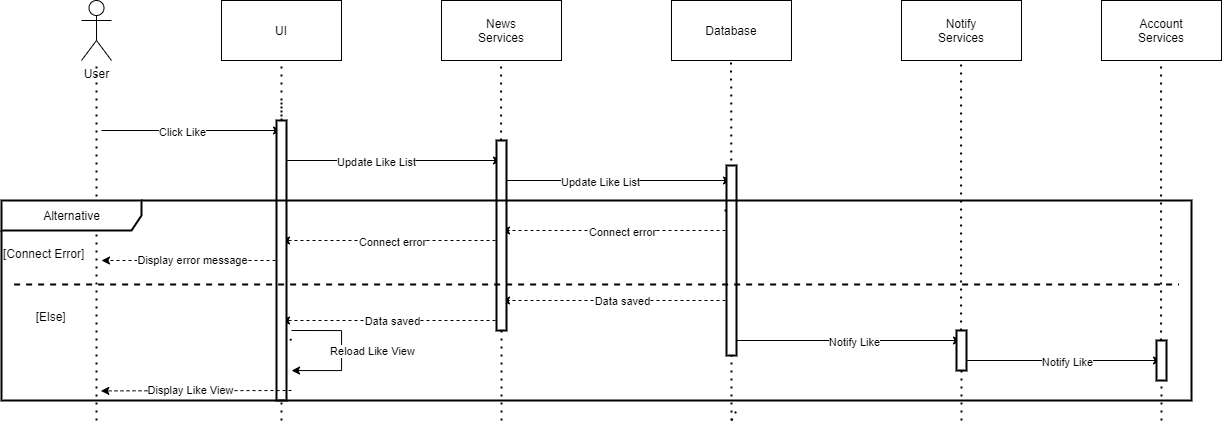 User
UI
News
Services
Database
Notify
Services
Account
Services
Click Like
Update Like List
Update Like List
Alternative
[Connect Error]
Connect error
Connect error
Display error message
[Else]
Data saved
Data saved
Reload Like View
Notify Like
Notify Like
Display Like View